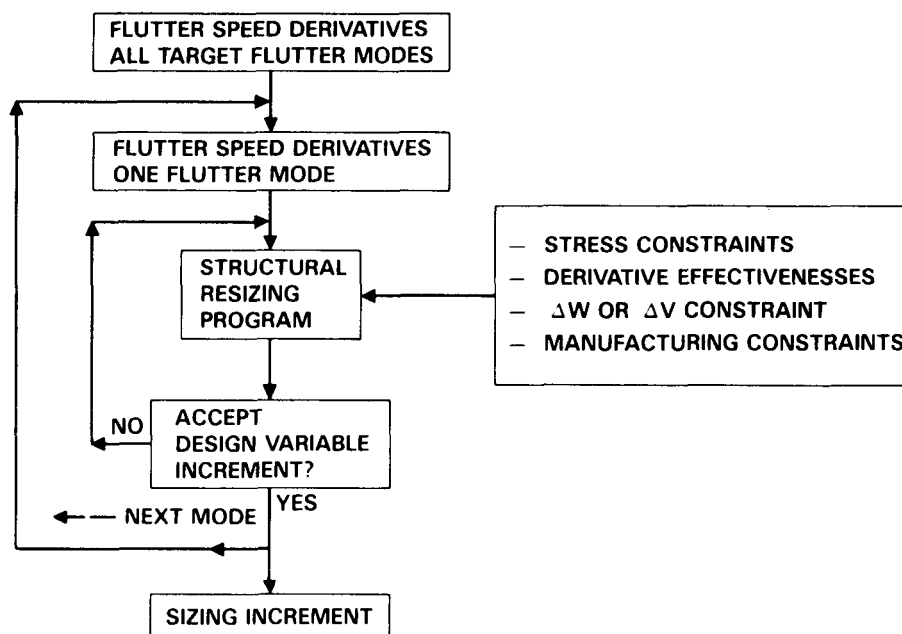 FLUTTER SPEED DERIVATIVES
ALL TARGET FLUTTER MODES
FLUTTER SPEED DERIVATIVES
ONE FLUTTER MODE
STRUCTURAL
RESIZING
PROGRAM
– STRESS CONSTRAINTS
– DERIVATIVE EFFECTIVENESSES
– ΔW OR ΔV CONSTRAINT
– MANUFACTURING CONSTRAINTS
NO
ACCEPT
DESIGN VARIABLE
INCREMENT?
YES
NEXT MODE
SIZING INCREMENT